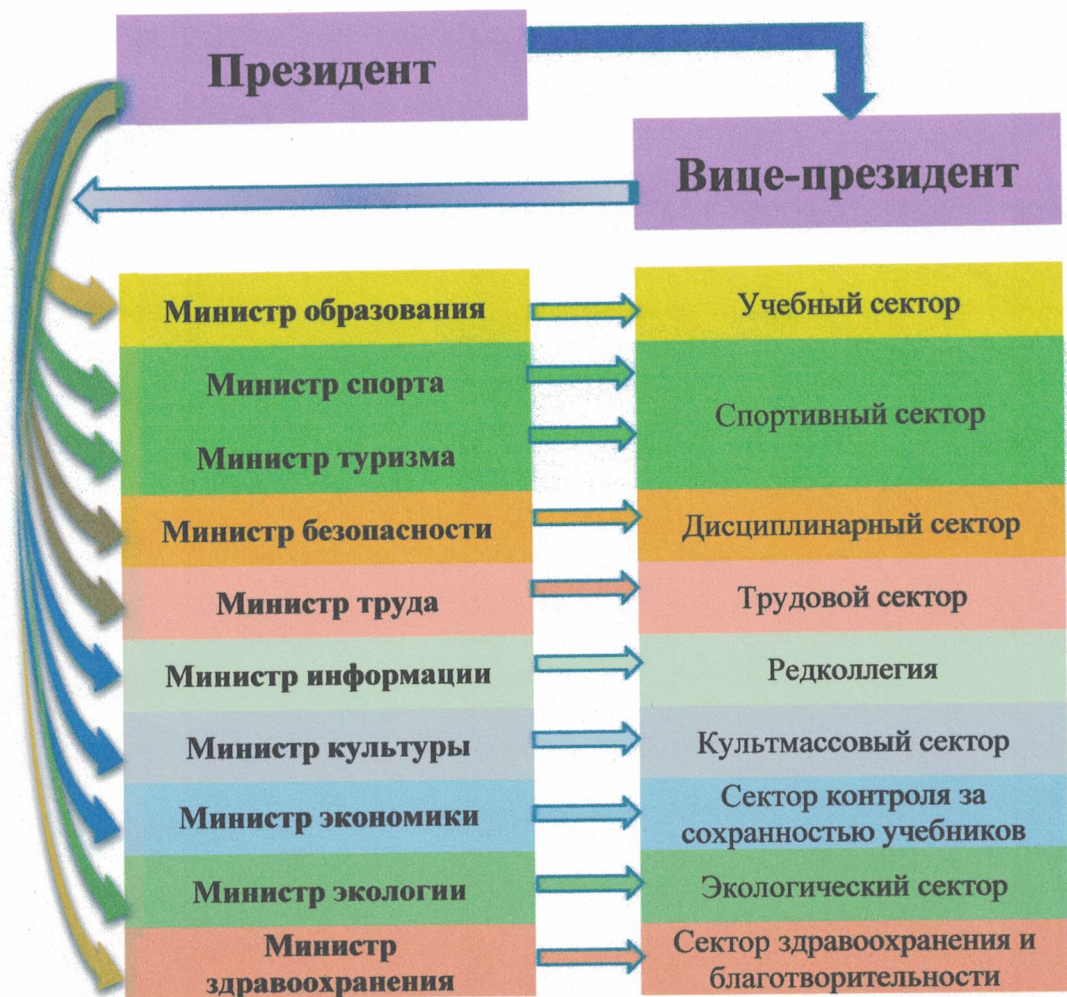 Президент
Вице-президент
Министр образования
Учебный сектор
Министр спорта
Министр туризма
Спортивный сектор
Министр безопасности
Дисциплинарный сектор
Министр труда
Трудовой сектор
Министр информации
Редколлегия
Министр культуры
Культмассовый сектор
Министр экономики
Сектор контроля за
сохранностью учебников
Министр экологии
Экологический сектор
Министр
здравоохранения
Сектор здравоохранения и
благотворительности